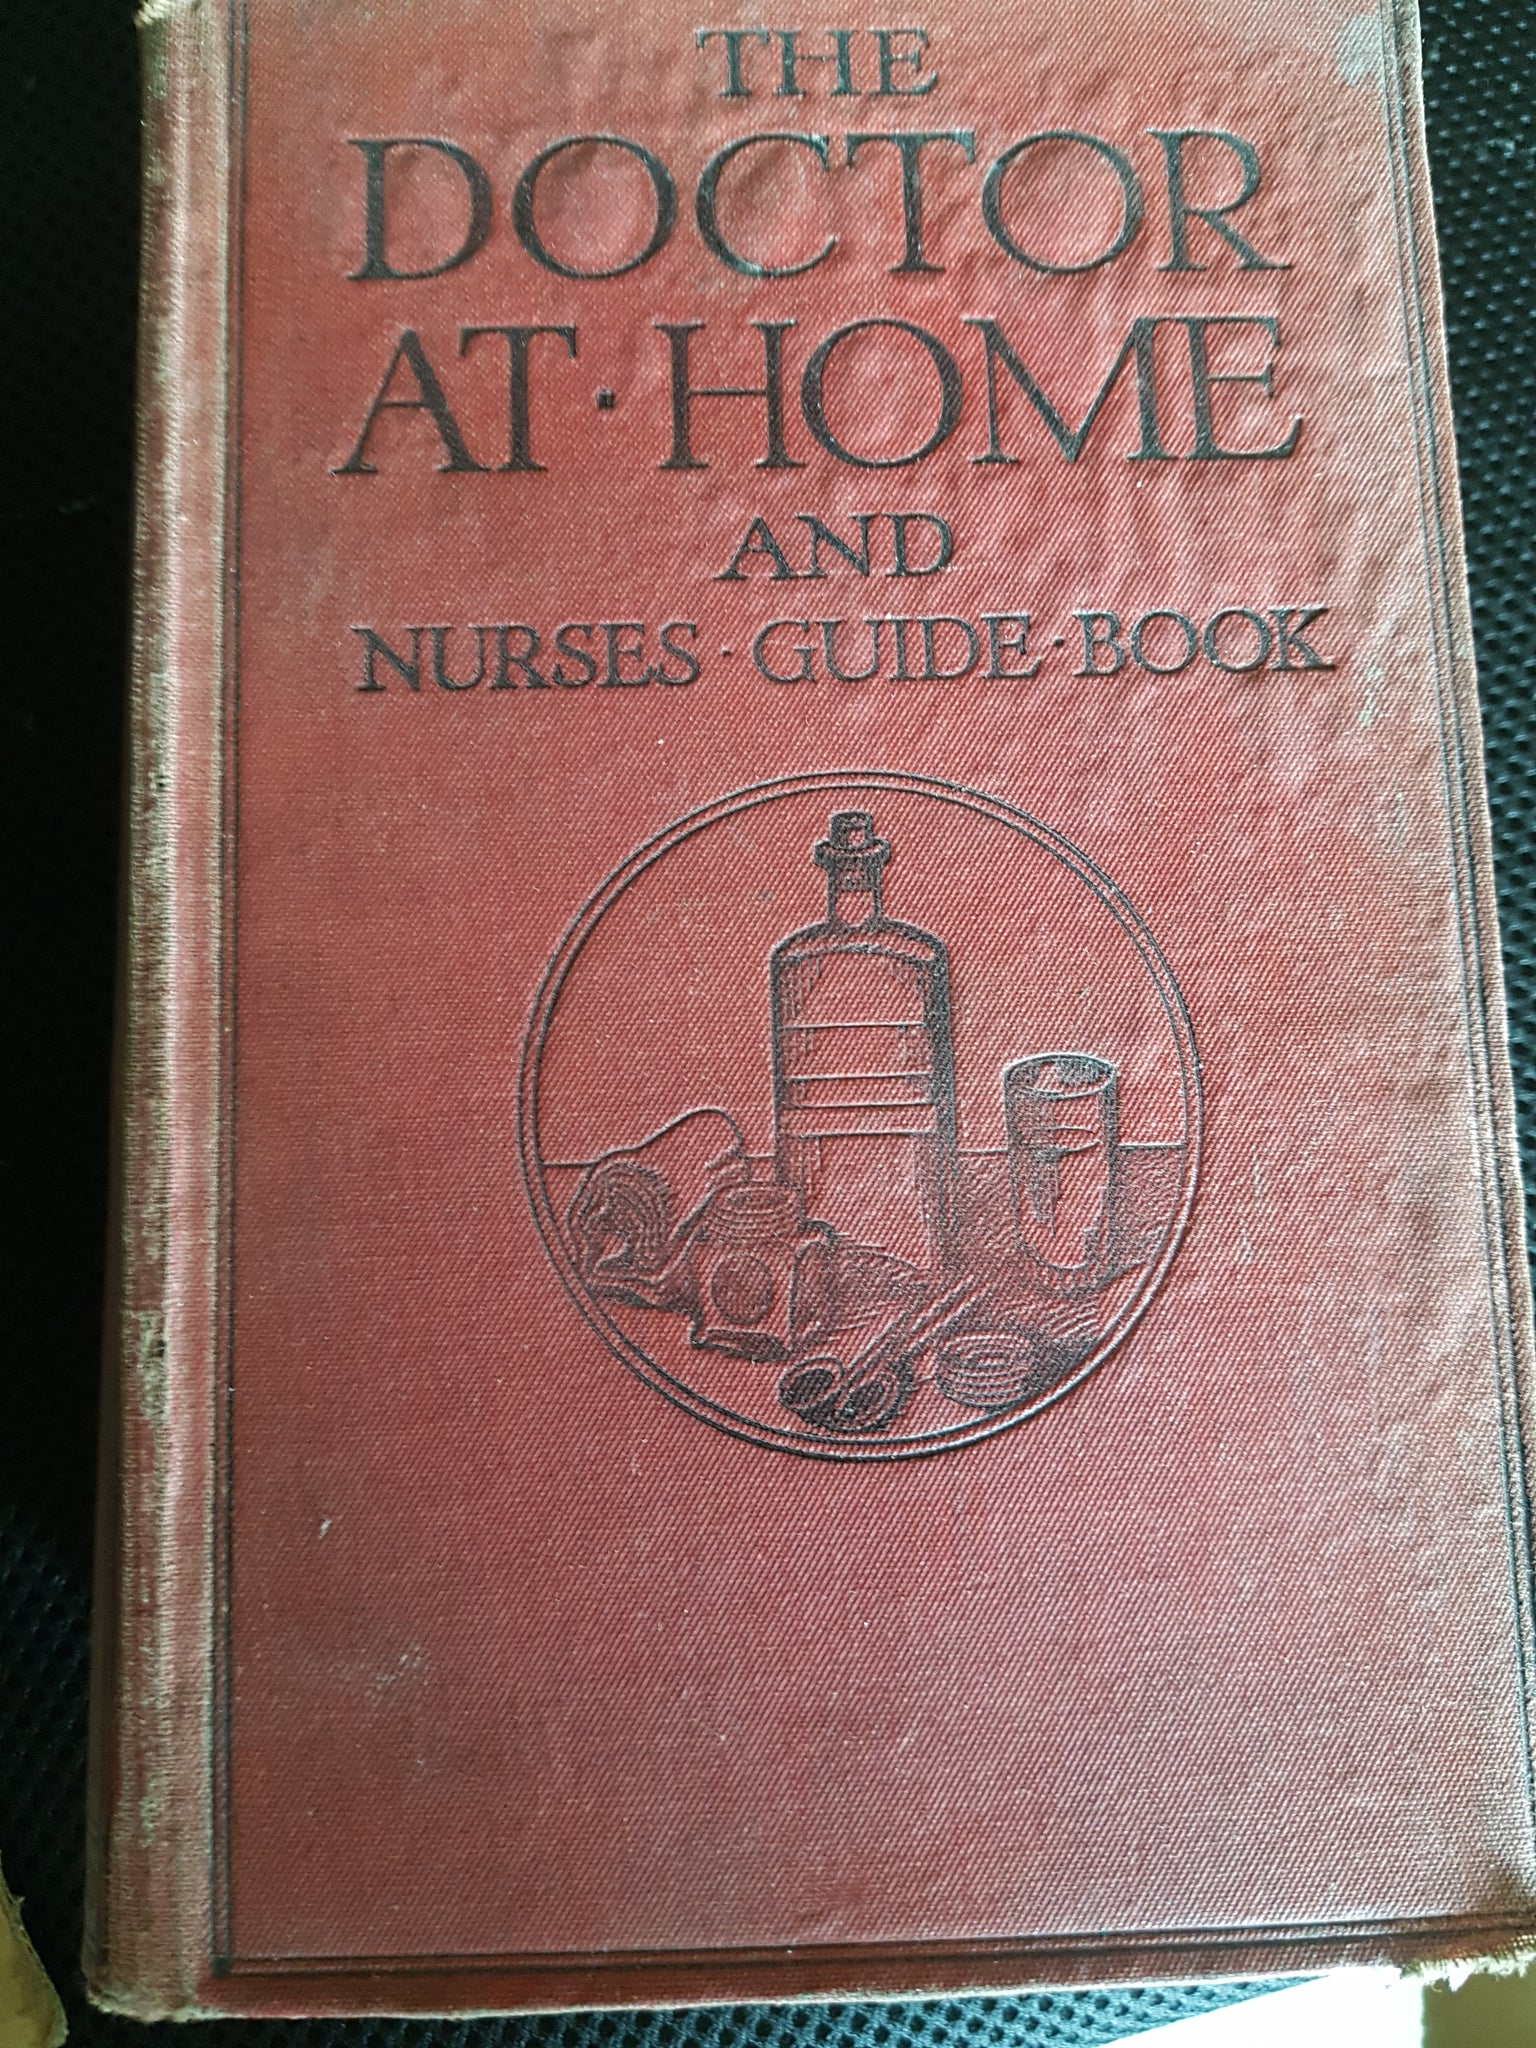 THE
DOCTOR
AT·HOME
AND
NURSES·GUIDE·BOOK